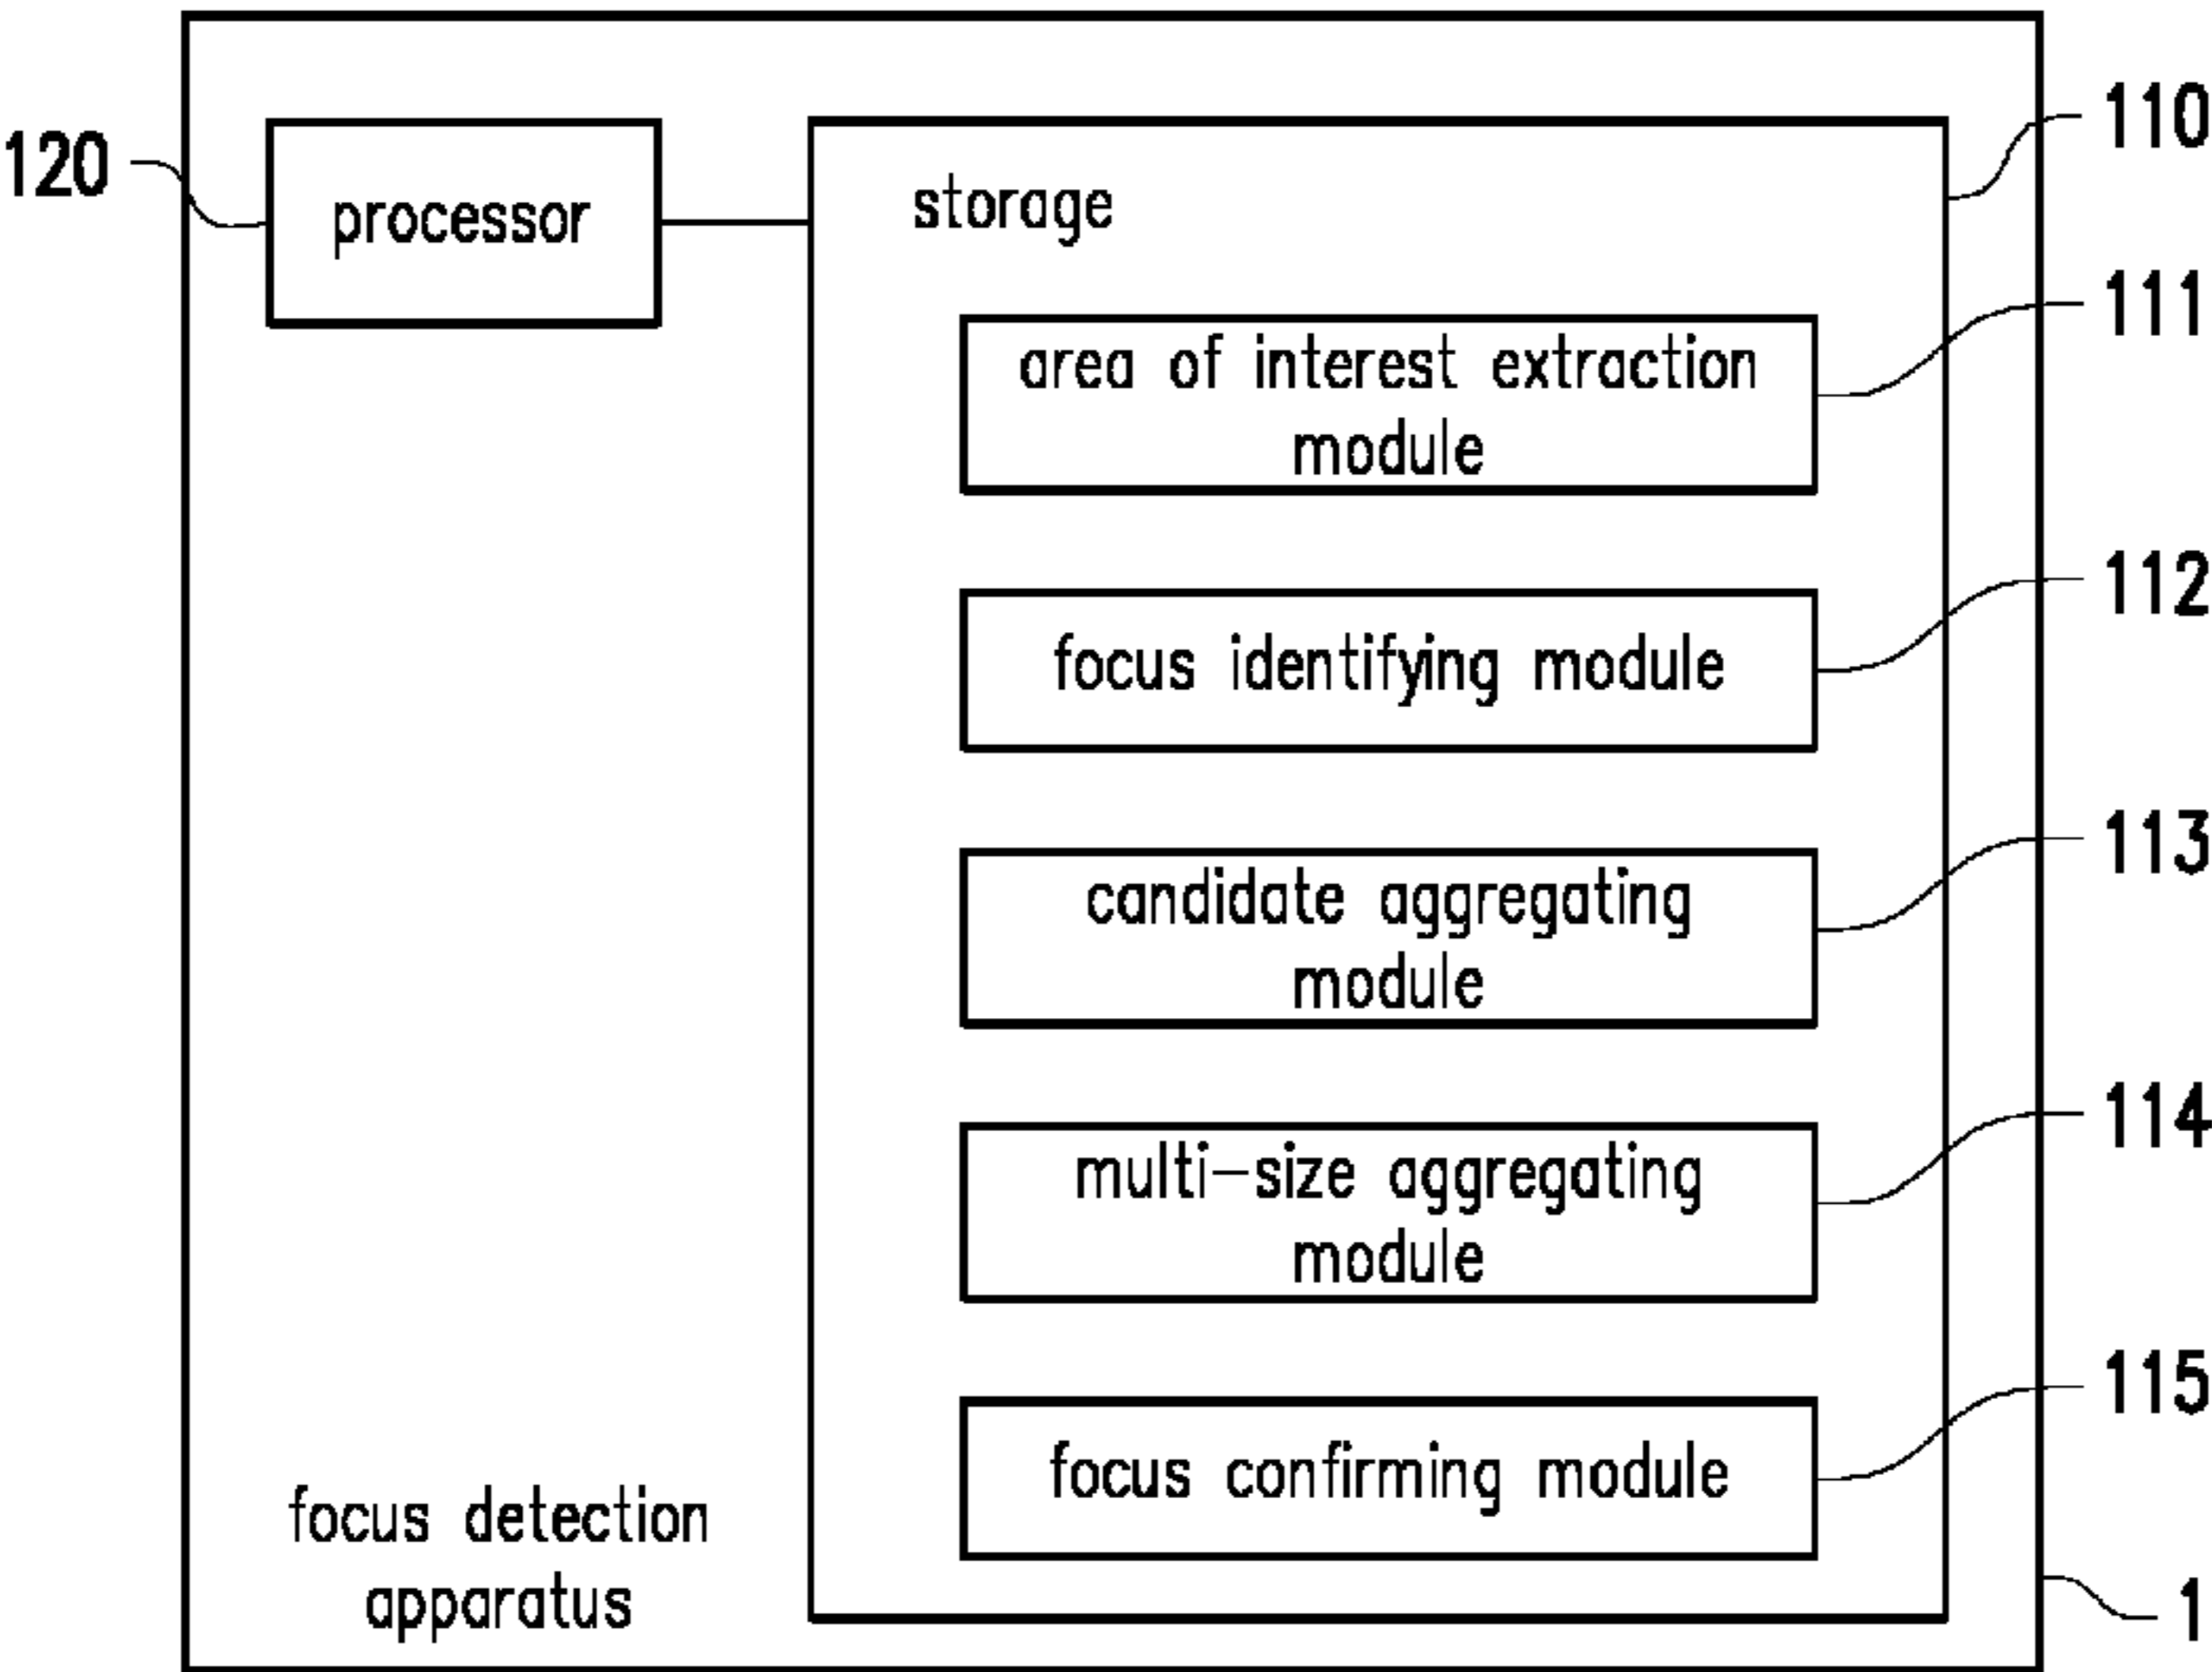 120
processor
storage
110
area of interest extraction
module
111
focus identifying module
112
candidate aggregating
module
113
multi-size aggregating
module
114
focus confirming module
115
focus detection
apparatus
1